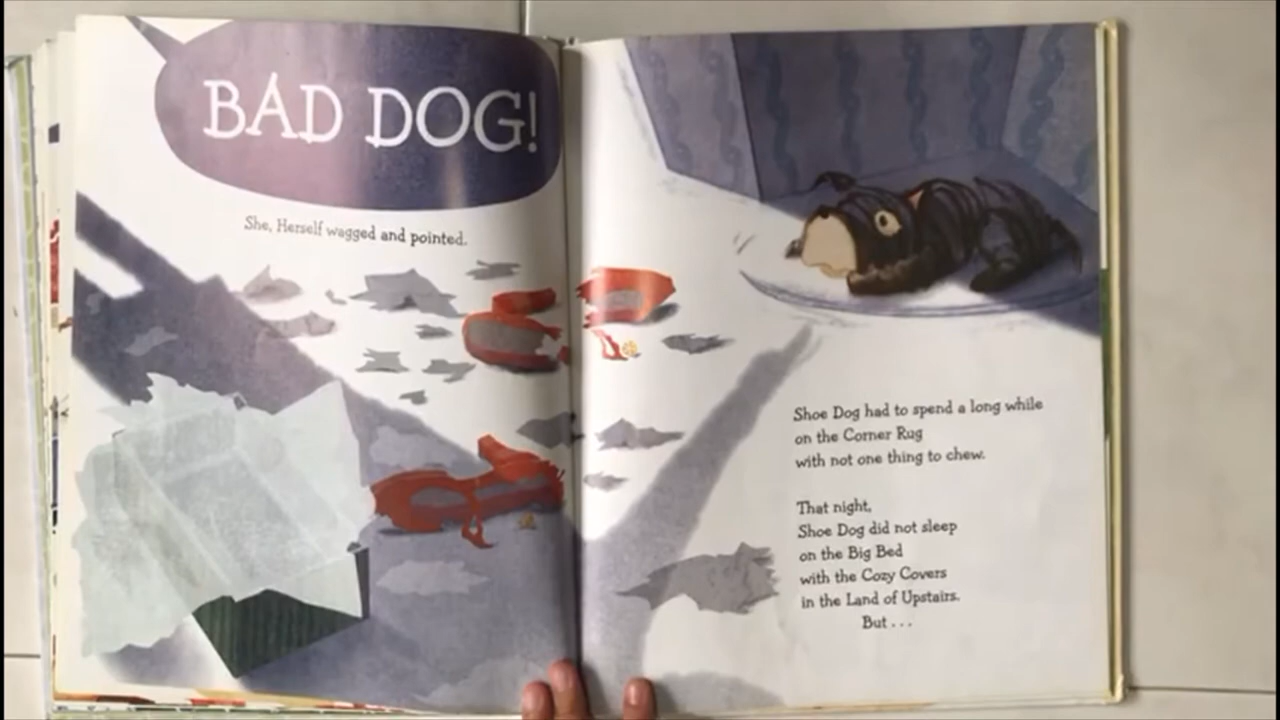 BAD DOG!
She, Herself wagged and pointed.
Shoe Dog had to spend a long while
on the Corner Rug
with not one thing to chew.
That night,
Shoe Dog did not sleep
on the Big Bed
with the Cozy Covers
in the Land of Upstairs.
But . . .